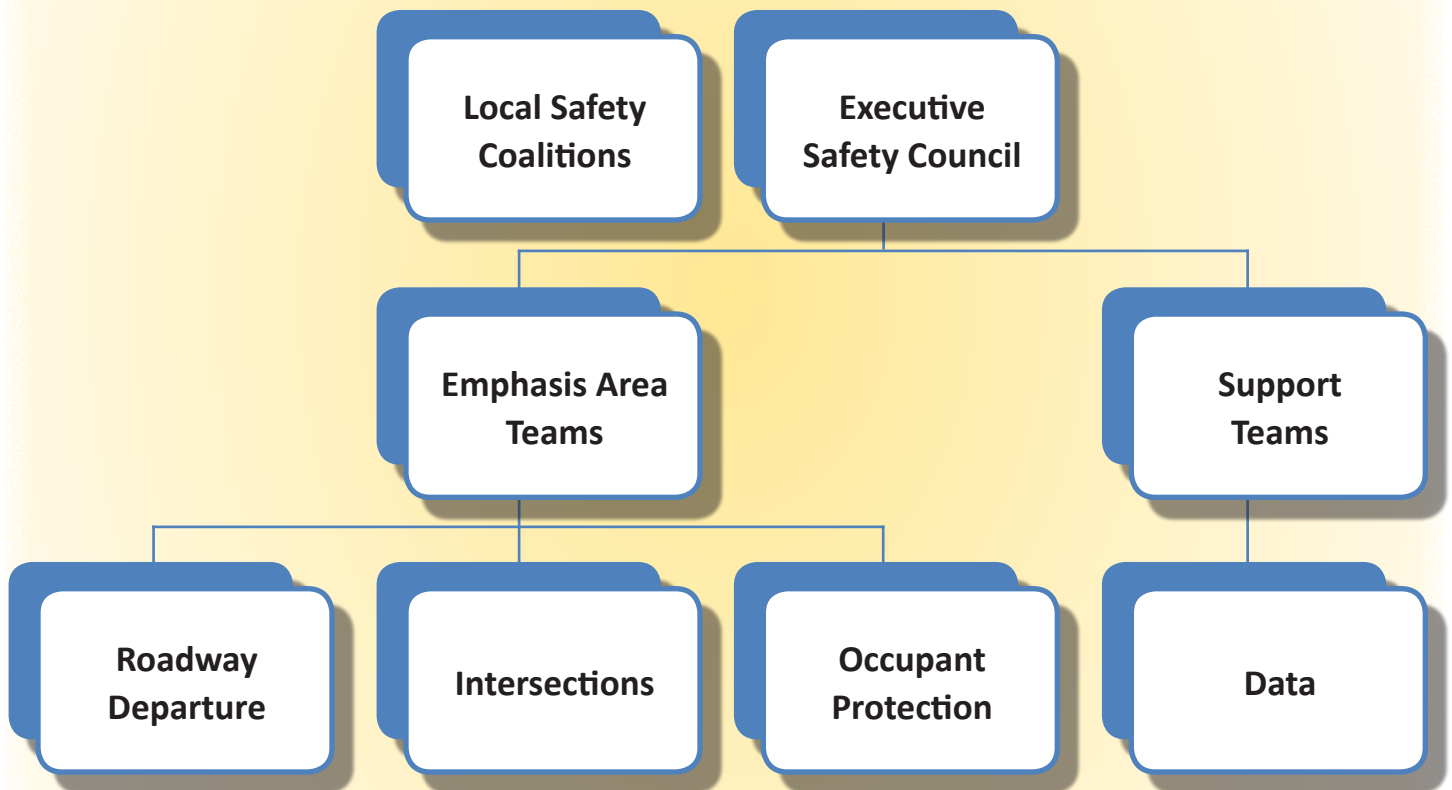 Local Safety
Coalitions
Executive
Safety Council
Emphasis Area
Teams
Support
Teams
Roadway
Departure
Intersections
Occupant
Protection
Data